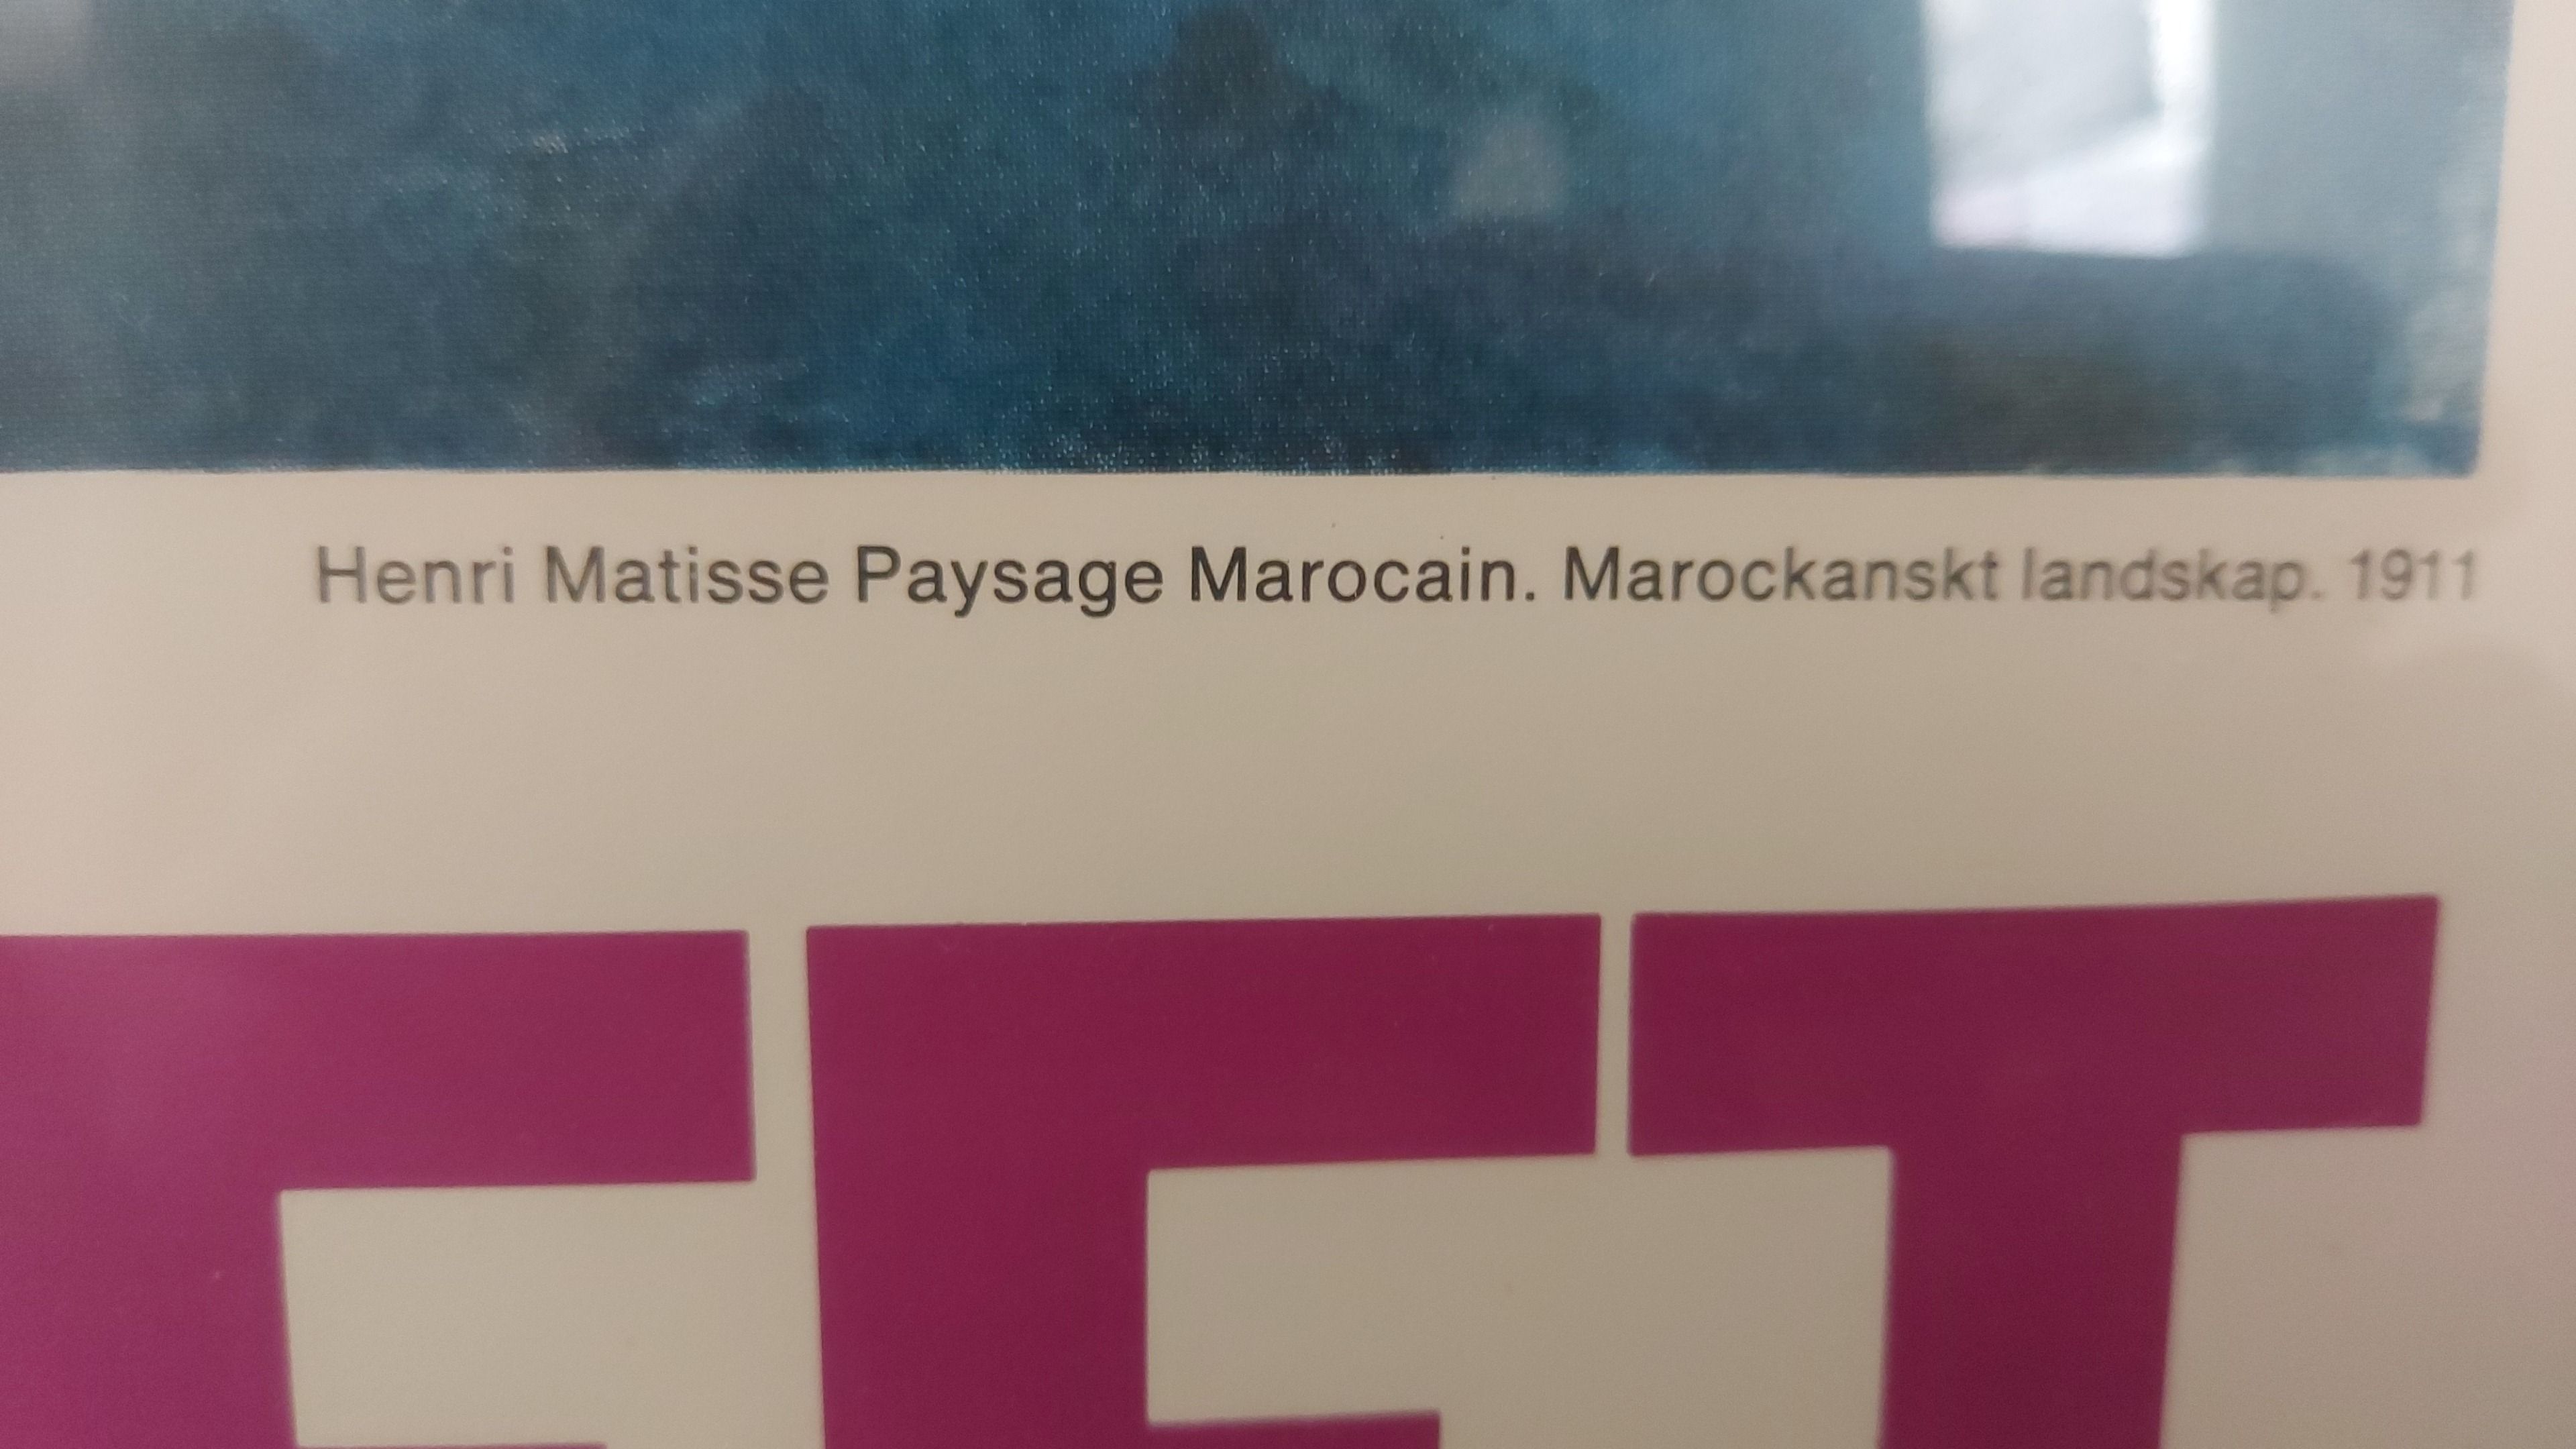 Henri Matisse Paysage Marocain. Marockanskt landskap. 1911